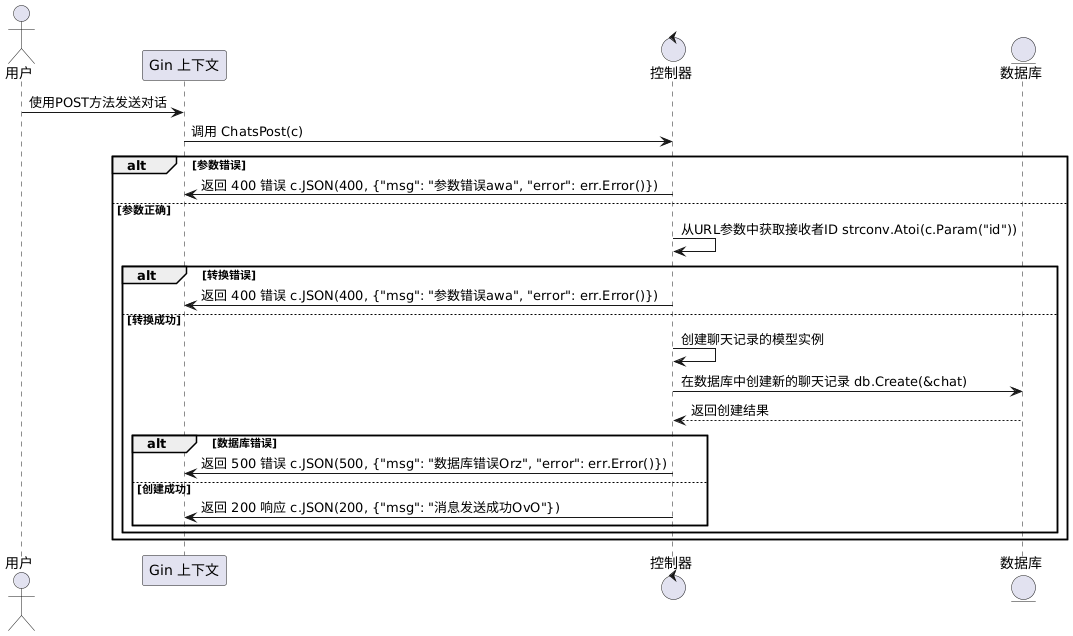 用户
Gin 上下文
控制器
数据库
使用POST方法发送对话
调用 ChatsPost(c)
alt [参数错误]
返回 400 错误 c.JSON(400, {"msg": "参数错误awa", "error": err.Error()})
[参数正确]
从URL参数中获取接收者ID strconv.Atoi(c.Param("id"))
alt [转换错误]
返回 400 错误 c.JSON(400, {"msg": "参数错误awa", "error": err.Error()})
[转换成功]
创建聊天记录的模型实例
在数据库中创建新的聊天记录 db.Create(&chat)
返回创建结果
alt [数据库错误]
返回 500 错误 c.JSON(500, {"msg": "数据库错误Orz", "error": err.Error()})
[创建成功]
返回 200 响应 c.JSON(200, {"msg": "消息发送成功OvO"})
用户
Gin 上下文
控制器
数据库